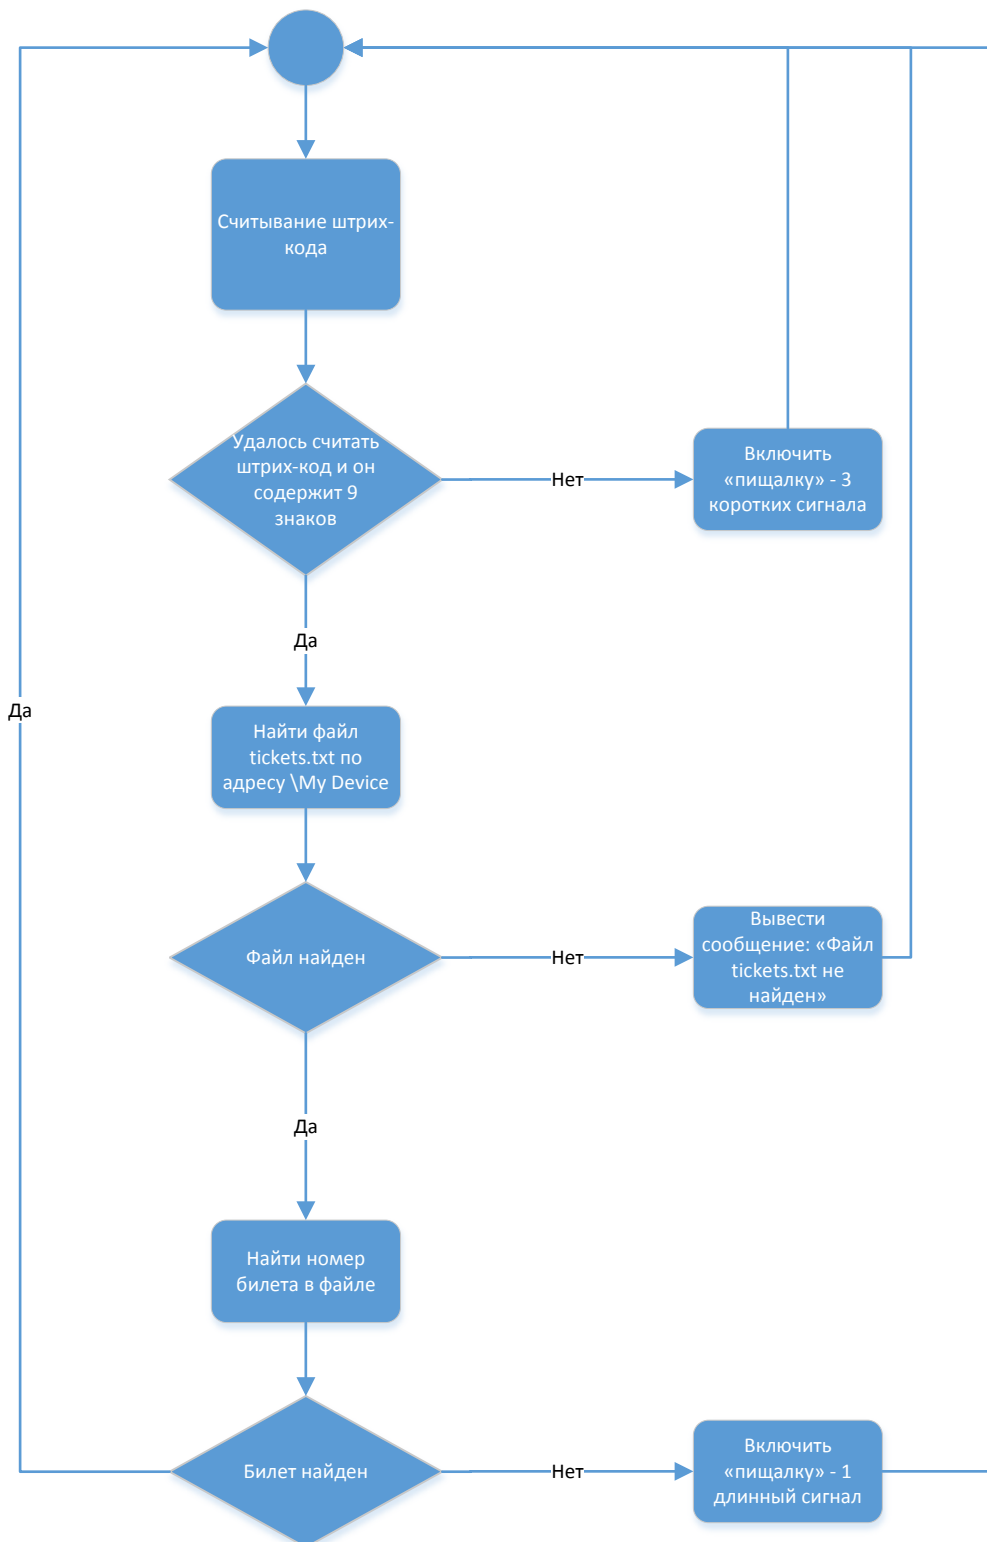 Считывание штрих-
кода
Удалось считать
штрих-код и он
содержит 9
знаков
Нет
Включить
«пищалку» - 3
коротких сигнала
Да
Да
Найти файл
tickets.txt по
адресу \My Device
Файл найден
Нет
Вывести
сообщение: «Файл
tickets.txt не
найден»
Да
Найти номер
билета в файле
Билет найден
Нет
Включить
«пищалку» - 1
длинный сигнал